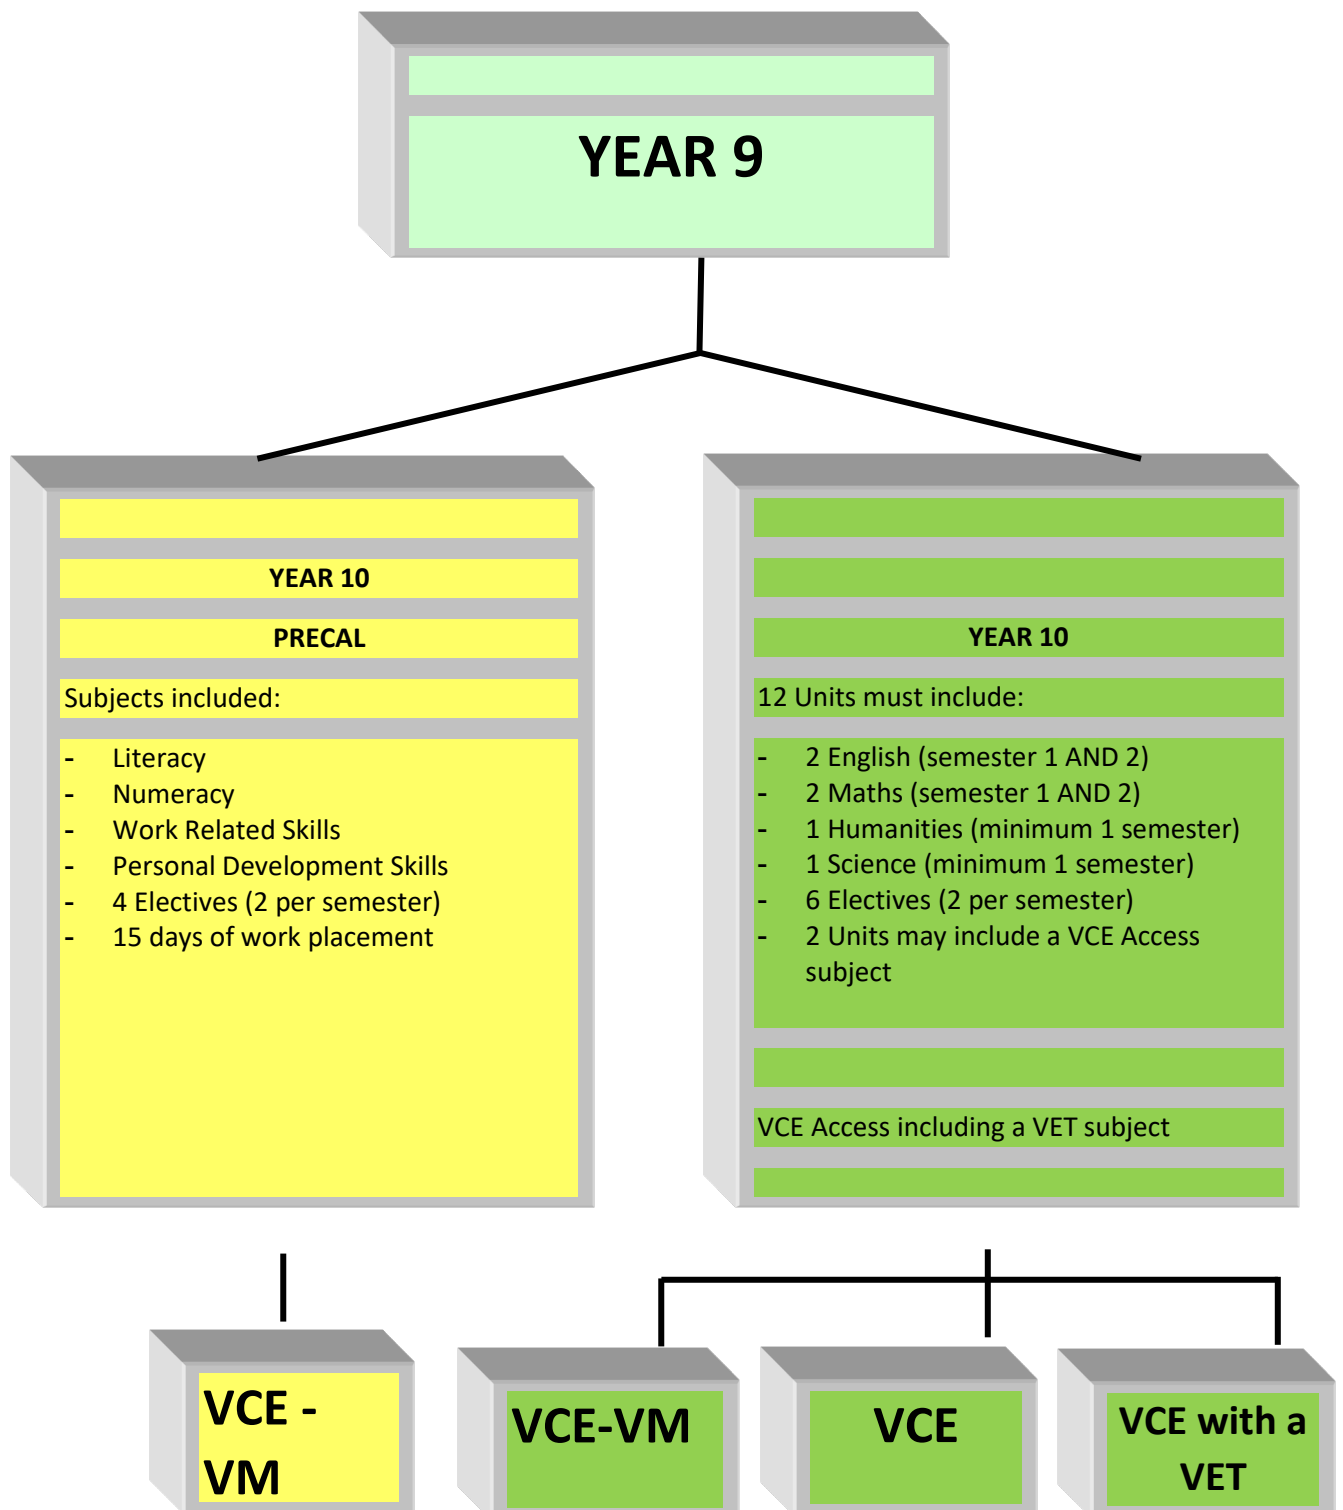 YEAR 9
YEAR 10
PRECAL
Subjects included:
- Literacy
- Numeracy
- Work Related Skills
- Personal Development Skills
- 4 Electives (2 per semester)
- 15 days of work placement
YEAR 10
12 Units must include:
- 2 English (semester 1 AND 2)
- 2 Maths (semester 1 AND 2)
- 1 Humanities (minimum 1 semester)
- 1 Science (minimum 1 semester)
- 6 Electives (2 per semester)
- 2 Units may include a VCE Access
subject
VCE Access including a VET subject
VCE -
VM
VCE-VM
VCE
VCE with a
VET